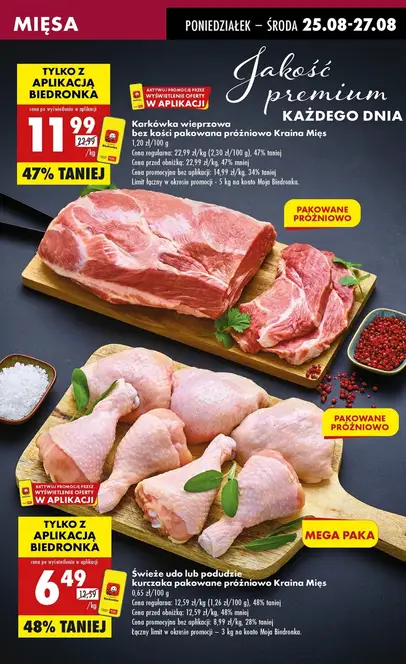 MIĘSA
PONIEDZIAŁEK – ŚRODA 25.08-27.08
TYLKO Z
APLIKACJĄ
BIEDRONKA
cena po wyświetleniu w aplikacji
11 99
22,99
/kg
47% TANIEJ
AKTYWUJ PROMOCJĘ PRZEZ
WYŚWIETLENIE OFERTY
W APLIKACJI
Jakość
premium
KAŻDEGO DNIA
Karkówka wieprzowa
bez kości pakowana próżniowo Kraina Mięs
1,20 zł/100 g
Cena regularna: 22,99 zł/kg (2,30 zł/100 g), 47% taniej
Cena przed obniżką: 22,99 zł/kg, 47% mniej
Cena promocyjna bez aplikacji: 14,99 zł/kg, 34% taniej
Limit łączny w okresie promocji - 5 kg na konto Moja Biedronka.
PAKOWANE
PRÓŻNIOWO
PAKOWANE
PRÓŻNIOWO
MEGA PAKA
AKTYWUJ PROMOCJĘ PRZEZ
WYŚWIETLENIE OFERTY
W APLIKACJI
TYLKO Z
APLIKACJĄ
BIEDRONKA
cena po wyświetleniu w aplikacji
6 49
12,59
/kg
48% TANIEJ
Świeże udo lub podudzie
kurczaka pakowane próżniowo Kraina Mięs
0,65 zł/100 g
Cena regularna: 12,59 zł/kg (1,26 zł/100 g), 48% taniej
Cena przed obniżką: 12,59 zł/kg, 48% mniej
Cena promocyjna bez aplikacji: 8,99 zł/kg, 28% taniej
Łączny limit w okresie promocji – 3 kg na konto Moja Biedronka.